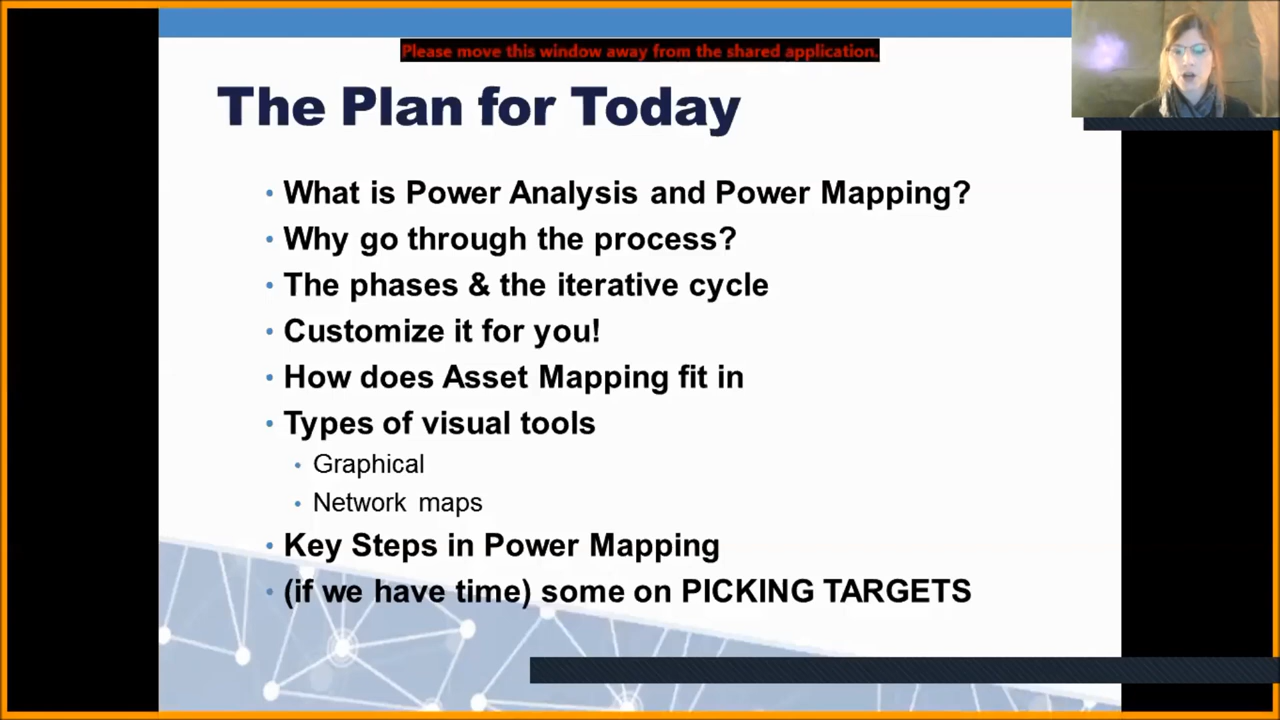 Please move this window away from the shared application.
The Plan for Today
• What is Power Analysis and Power Mapping?
• Why go through the process?
• The phases & the iterative cycle
• Customize it for you!
• How does Asset Mapping fit in
• Types of visual tools
• Graphical
• Network maps
• Key Steps in Power Mapping
• (if we have time) some on PICKING TARGETS